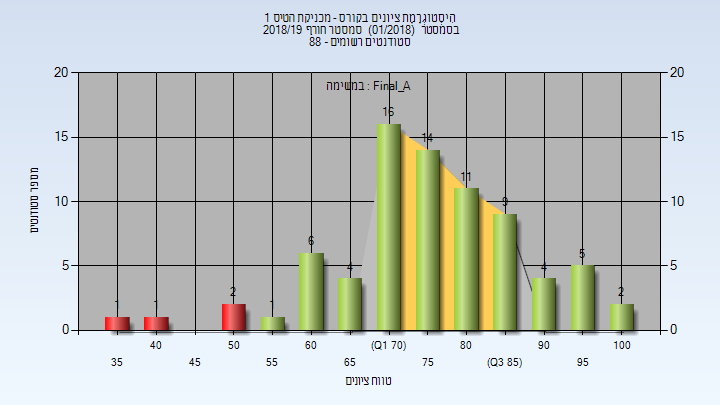 היסטוגרמת ציונים בקורס - מכניקת הטיס 1
בסמסטר (01/2018) סמסטר חורף 2018/19
סטודנטים רשומים - 88
במשימה : Final_A
מספר סטודנטים
20 20
15 15
10 10
5 5
0 0
1 1 2 1 6 4 16 14 11 9 4 5 2
35 40 45 50 55 60 65 (Q1 70) 75 80 (Q3 85) 90 95 100
טווח ציונים